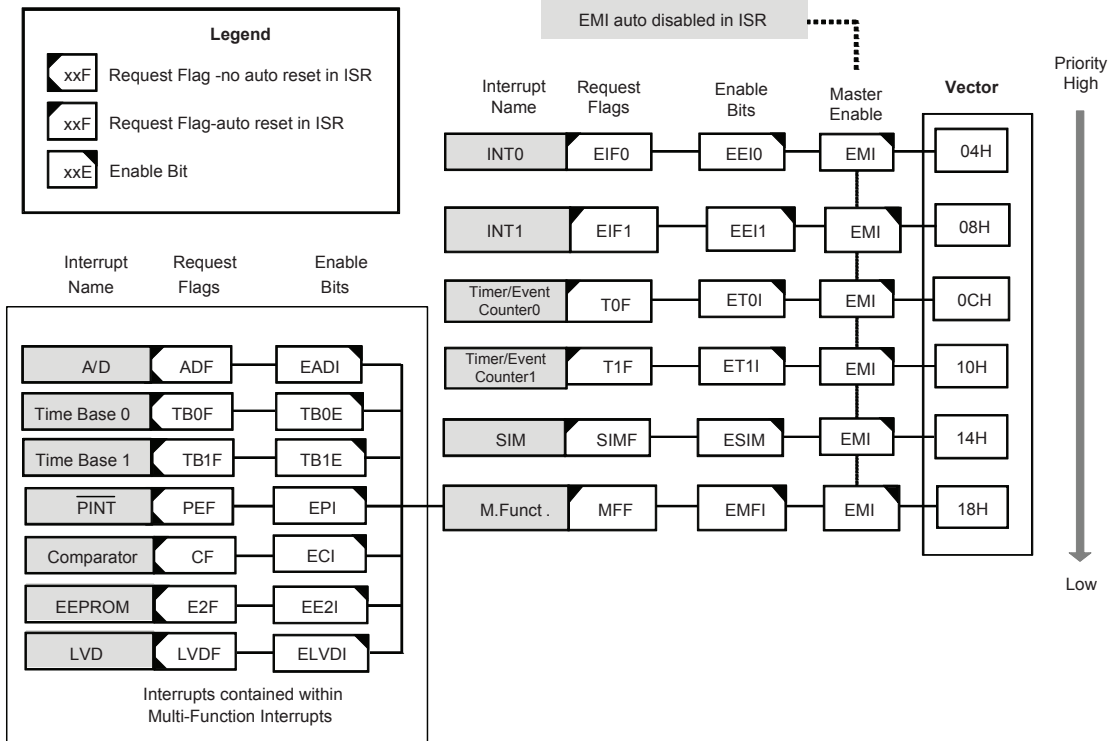 EMI auto disabled in ISR
Legend
xxF Request Flag -no auto reset in ISR
xxF Request Flag-auto reset in ISR
xxE Enable Bit
Interrupt Name
Request Flags
Enable Bits
Master Enable
Vector
Priority High
INT0 EIF0 EEI0 EMI 04H
INT1 EIF1 EEI1 EMI 08H
Timer/Event Counter0 T0F ET0I EMI 0CH
Timer/Event Counter1 T1F ET1I EMI 10H
SIM SIMF ESIM EMI 14H
M.Funct . MFF EMFI EMI 18H
Low
Interrupt Name
Request Flags
Enable Bits
A/D ADF EADI
Time Base 0 TB0F TB0E
Time Base 1 TB1F TB1E
PINT PEF EPI
Comparator CF ECI
EEPROM E2F EE2I
LVD LVDF ELVDI
Interrupts contained within
Multi-Function Interrupts